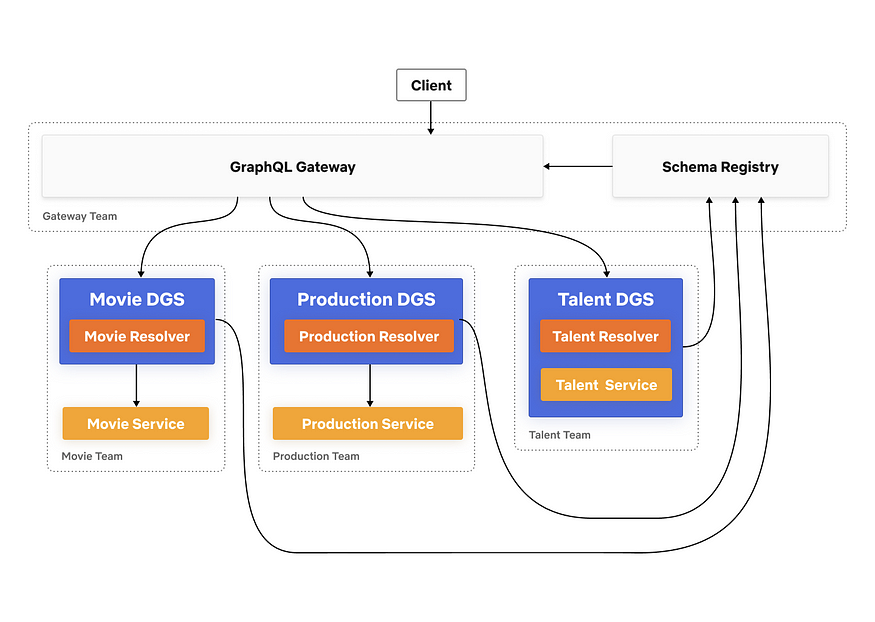 Client
GraphQL Gateway
Schema Registry
Gateway Team
Movie DGS
Movie Resolver
Movie Service
Movie Team
Production DGS
Production Resolver
Production Service
Production Team
Talent DGS
Talent Resolver
Talent Service
Talent Team